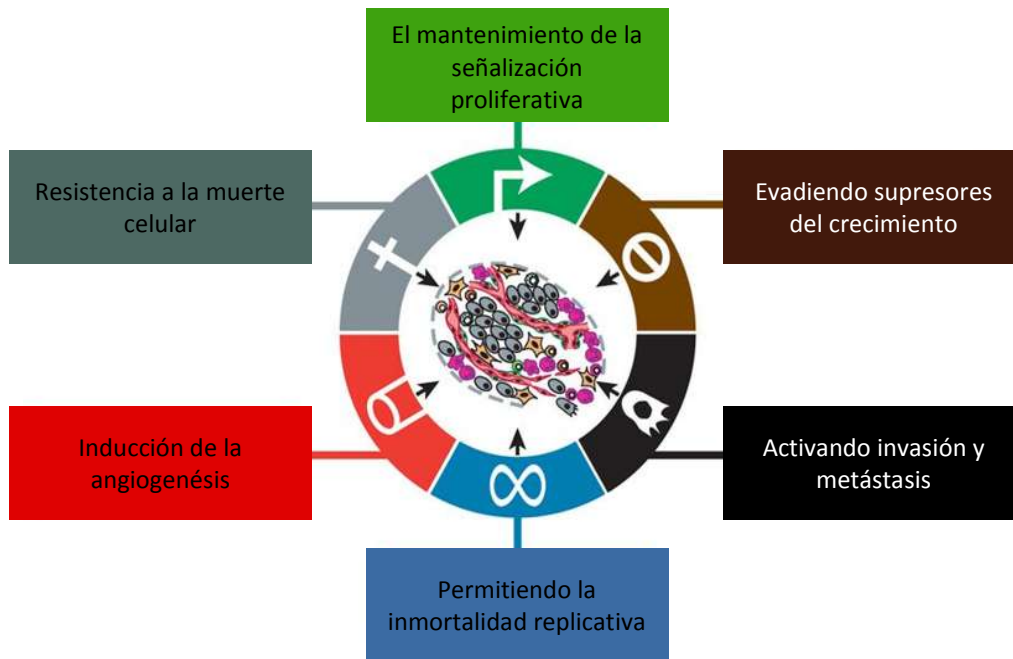 El mantenimiento de la
señalización
proliferativa
Resistencia a la muerte
celular
Evadiendo supresores
del crecimiento
Inducción de la
angiogenésis
Activando invasión y
metástasis
Permitiendo la
inmortalidad replicativa